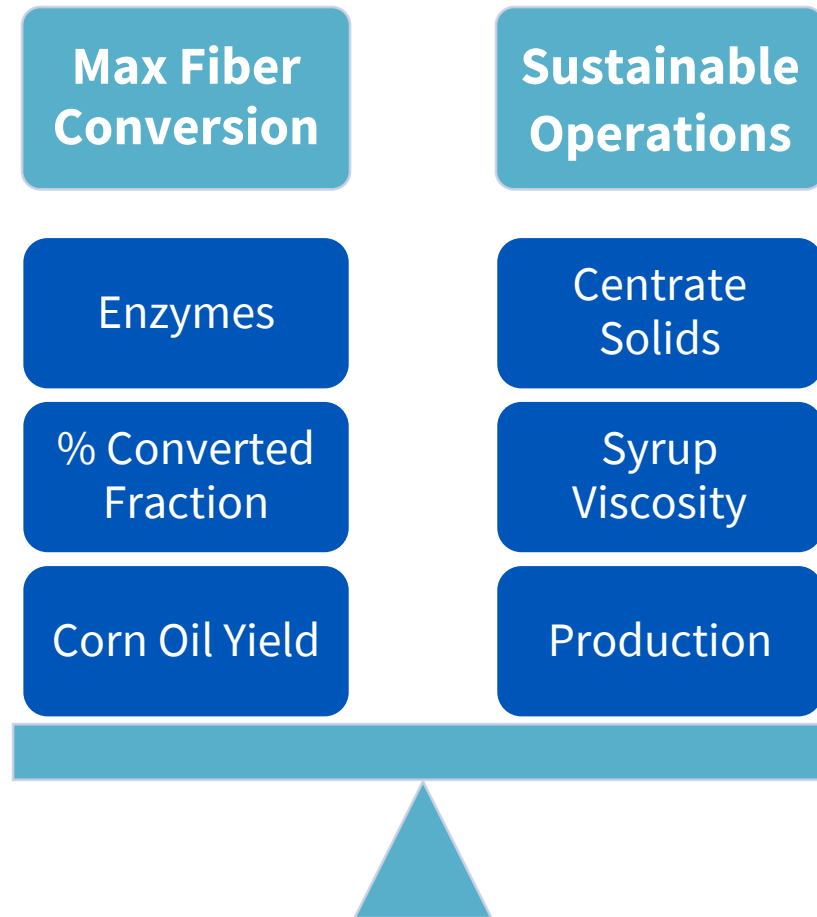 Max Fiber
Conversion
Enzymes
% Converted
Fraction
Corn Oil Yield
Sustainable
Operations
Centrate
Solids
Syrup
Viscosity
Production